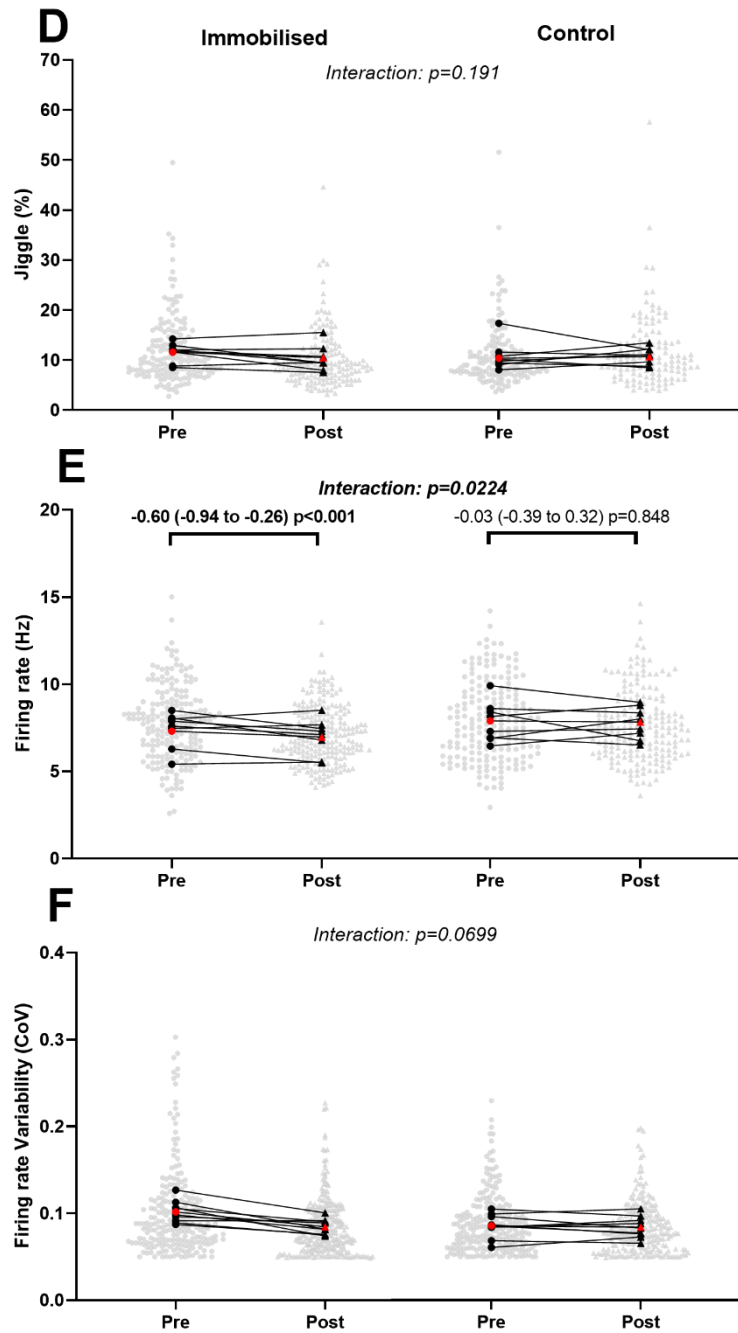 D
Immobilised Control
Interaction: p=0.191
70
60
50
40
30
20
10
0
Jiggle (%)
Pre Post Pre Post
E
Interaction: p=0.0224
-0.60 (-0.94 to -0.26) p<0.001 -0.03 (-0.39 to 0.32) p=0.848
20
15
10
5
0
Firing rate (Hz)
Pre Post Pre Post
F
Interaction: p=0.0699
0.4
0.3
0.2
0.1
0.0
Firing rate Variability (CoV)
Pre Post Pre Post